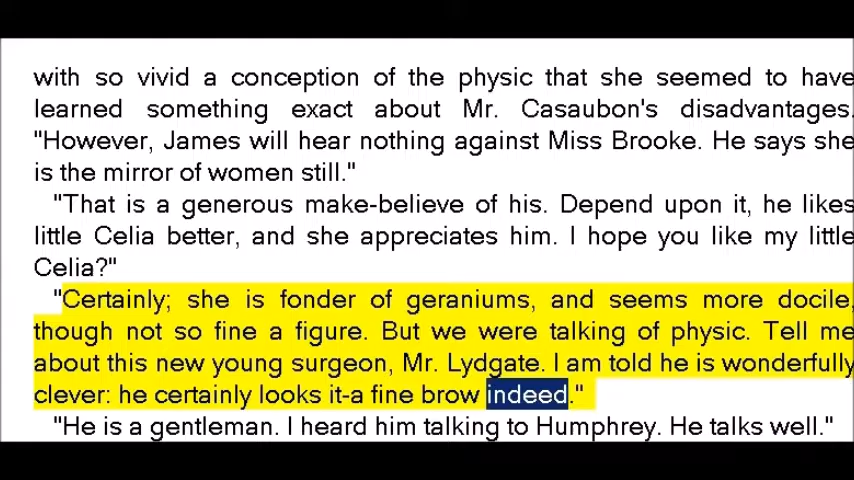 with so vivid a conception of the physic that she seemed to have
learned something exact about Mr. Casaubon's disadvantages.
"However, James will hear nothing against Miss Brooke. He says she
is the mirror of women still."
"That is a generous make-believe of his. Depend upon it, he likes
little Celia better, and she appreciates him. I hope you like my little
Celia?"
"Certainly; she is fonder of geraniums, and seems more docile,
though not so fine a figure. But we were talking of physic. Tell me
about this new young surgeon, Mr. Lydgate. I am told he is wonderfully
clever: he certainly looks it-a fine brow indeed."
"He is a gentleman. I heard him talking to Humphrey. He talks well."